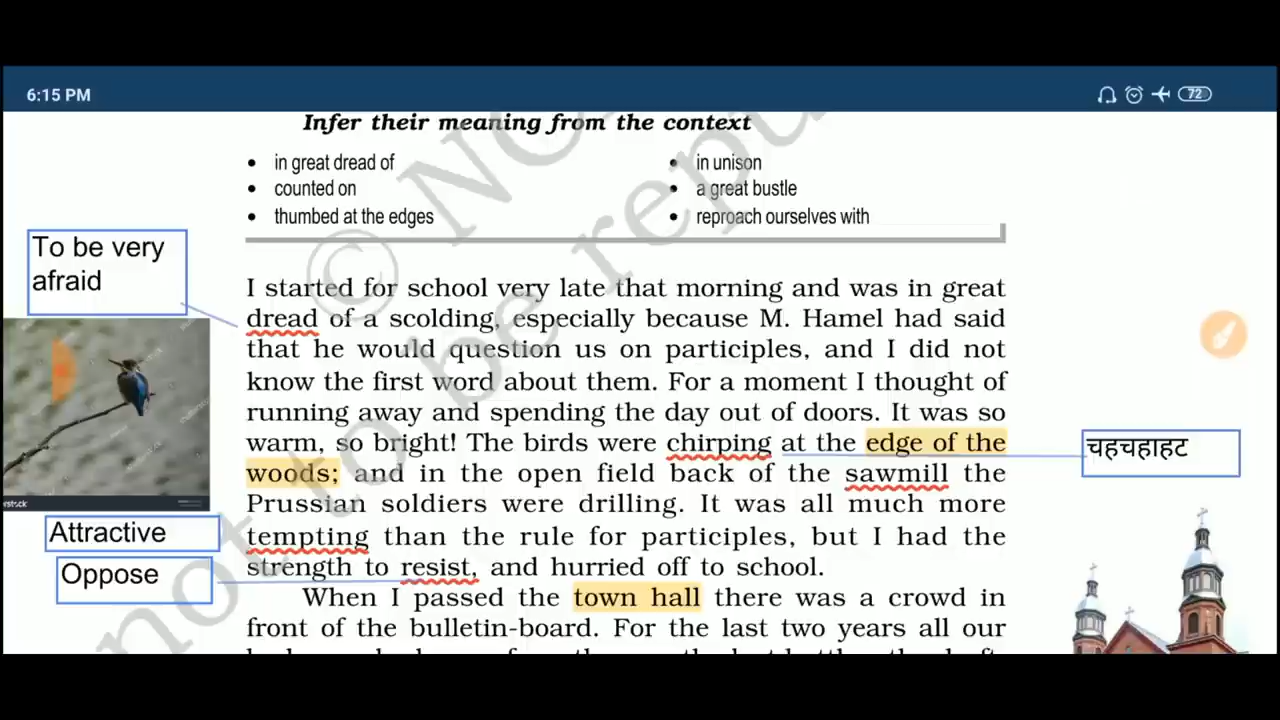 6:15 PM
72
Infer their meaning from the context
• in great dread of
• counted on
• thumbed at the edges
• in unison
• a great bustle
• reproach ourselves with
To be very
afraid
I started for school very late that morning and was in great
dread of a scolding, especially because M. Hamel had said
that he would question us on participles, and I did not
know the first word about them. For a moment I thought of
running away and spending the day out of doors. It was so
warm, so bright! The birds were chirping at the edge of the
woods; and in the open field back of the sawmill the
Prussian soldiers were drilling. It was all much more
tempting than the rule for participles, but I had the
strength to resist, and hurried off to school.
When I passed the town hall there was a crowd in
front of the bulletin-board. For the last two years all our
चहचहाहट
Attractive
Oppose
© NC
not to be repu